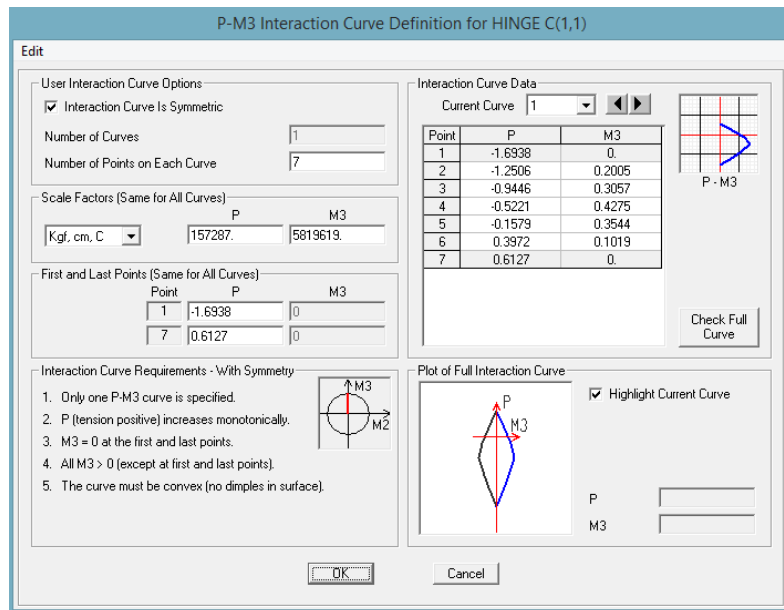 P-M3 Interaction Curve Definition for HINGE C(1,1)
Edit
User Interaction Curve Options
Interaction Curve Is Symmetric
Number of Curves 1
Number of Points on Each Curve 7
Scale Factors (Same for All Curves)
P M3
Kgf, cm, C 157287. 5819619.
First and Last Points (Same for All Curves)
Point P M3
1 -1.6938 0
7 0.6127 0
Interaction Curve Requirements - With Symmetry
1. Only one P-M3 curve is specified.
2. P (tension positive) increases monotonically.
3. M3 = 0 at the first and last points.
4. All M3 > 0 (except at first and last points).
5. The curve must be convex (no dimples in surface).
M3
M2
Interaction Curve Data
Current Curve 1
Point P M3
1 -1.6938 0.
2 -1.2506 0.2005
3 -0.9446 0.3057
4 -0.5221 0.4275
5 -0.1579 0.3544
6 0.3972 0.1019
7 0.6127 0.
P - M3
Check Full
Curve
Plot of Full Interaction Curve
P
M3
Highlight Current Curve
P
M3
OK Cancel